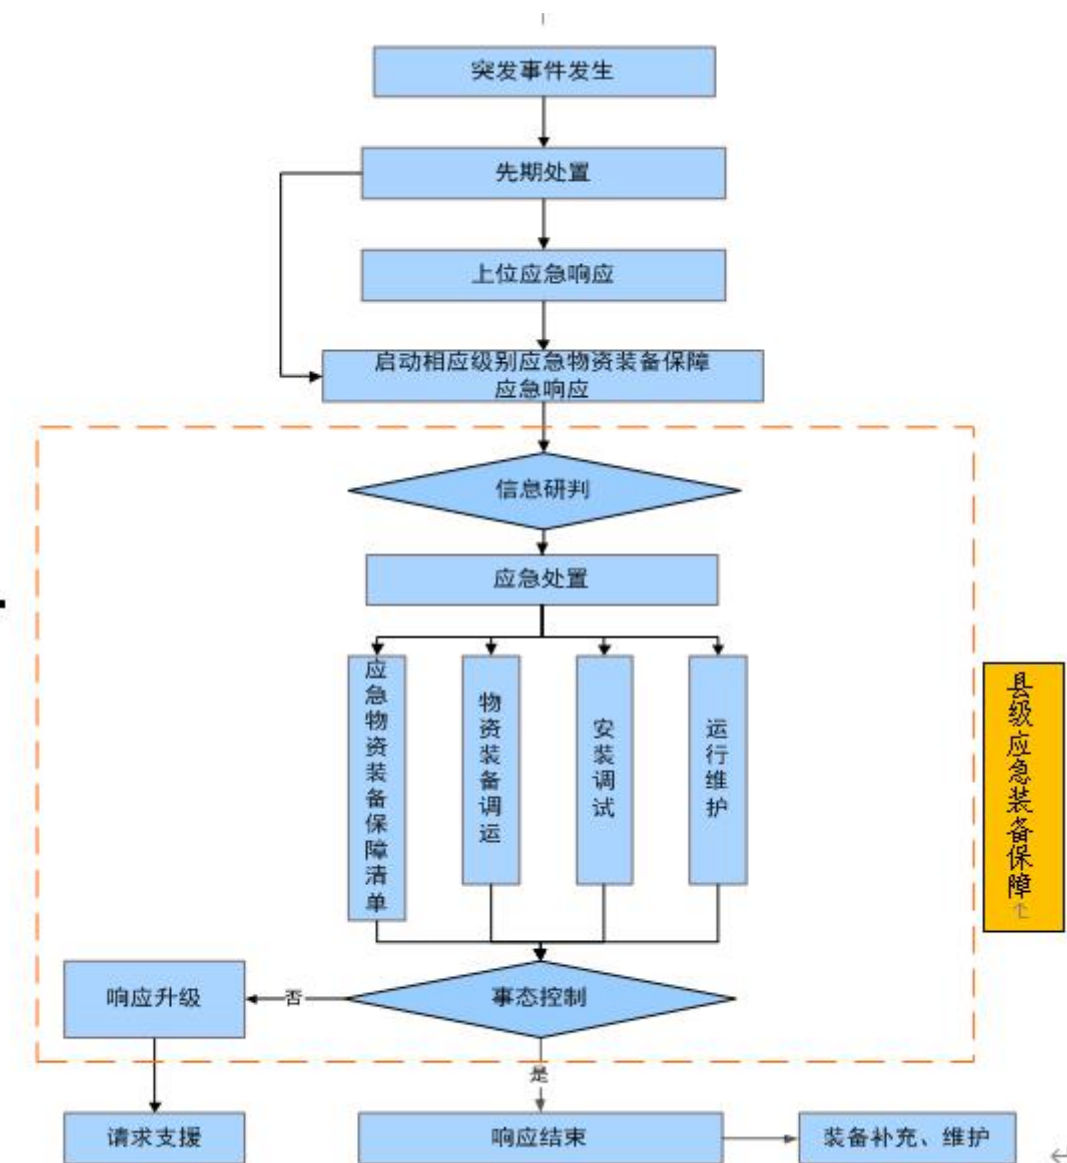 突发事件发生
先期处置
上位应急响应
启动相应级别应急物资装备保障
应急响应
信息研判
应急处置
应急物资装备保障清单
物资装备调运
安装调试
运行维护
县级应急装备保障
响应升级
否
事态控制
是
请求支援
响应结束
装备补充、维护